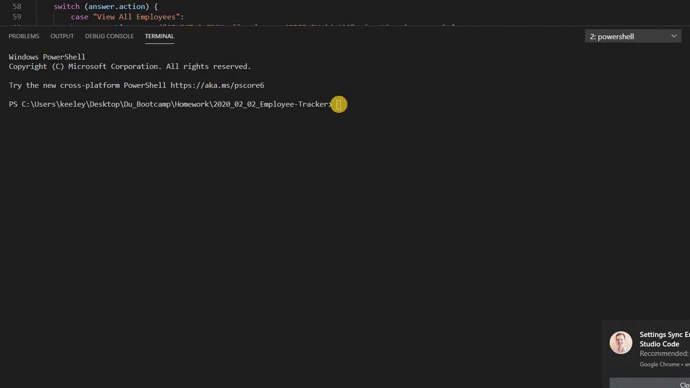 58 switch (answer.action) {
59 case "View All Employees":
PROBLEMS OUTPUT DEBUG CONSOLE TERMINAL 2: powershell
Windows PowerShell
Copyright (C) Microsoft Corporation. All rights reserved.
Try the new cross-platform PowerShell https://aka.ms/pscore6
PS C:\Users\keeley\Desktop\Du_Bootcamp\Homework\2020_02_02_Employee-Tracker>
Settings Sync E
Studio Code
Recommended:
Google Chrome • w
Clo